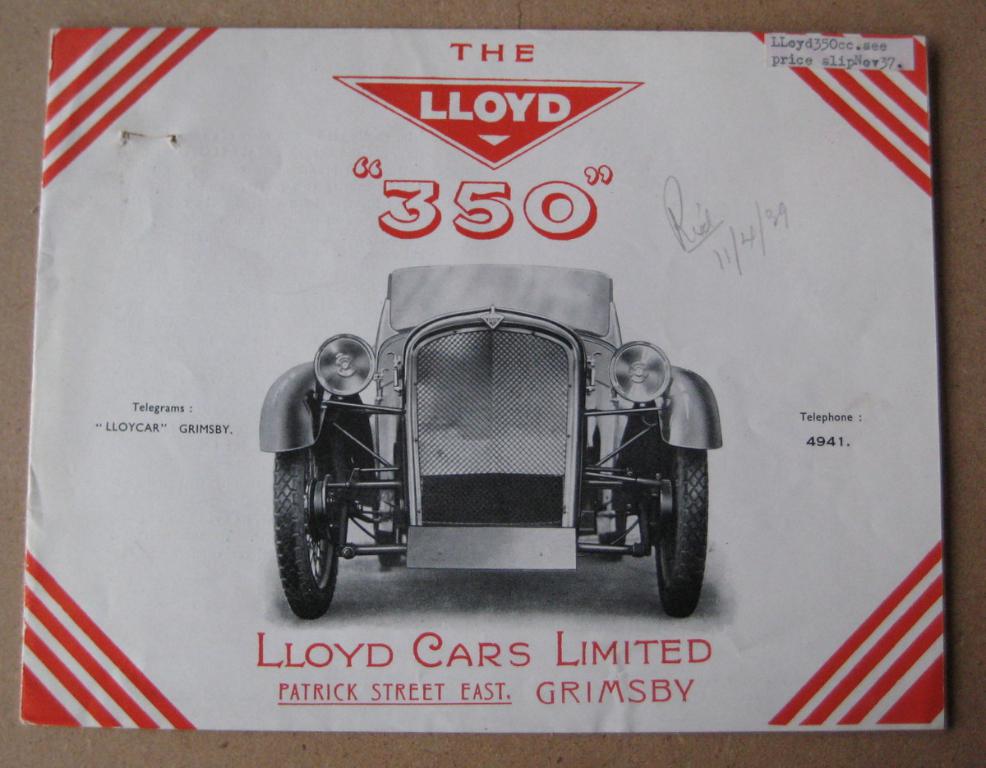 THE
LLoyd350cc.see
price slipNov37.
LLOYD
"350"
11/4/39
Telegrams :
"LLOYCAR" GRIMSBY.
Telephone :
4941.
LLOYD CARS LIMITED
PATRICK STREET EAST. GRIMSBY